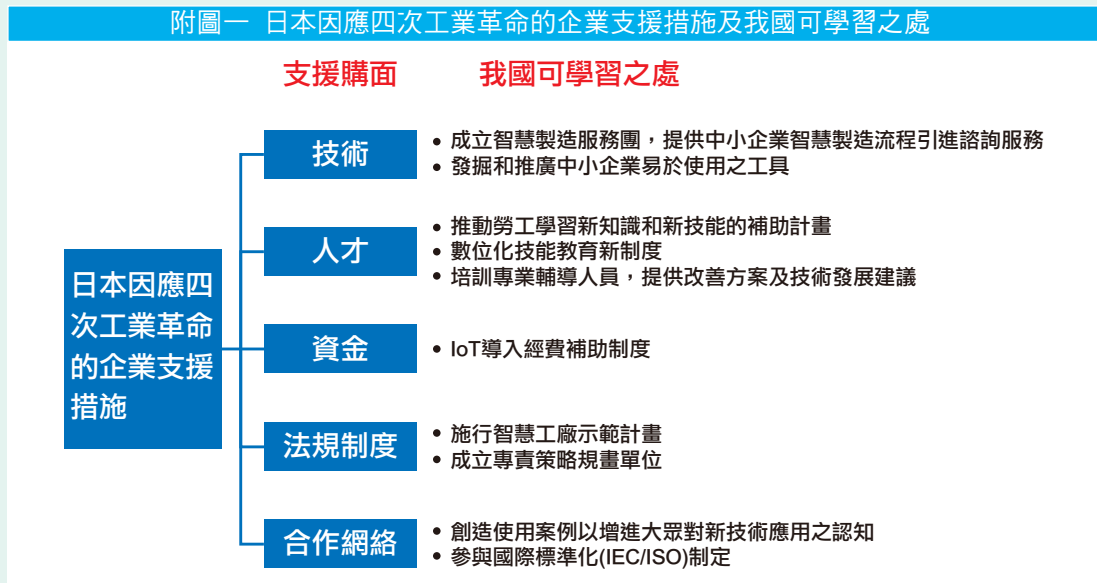 附圖一 日本因應四次工業革命的企業支援措施及我國可學習之處
支援購面 我國可學習之處
日本因應四
次工業革命
的企業支援
措施
技術
• 成立智慧製造服務團，提供中小企業智慧製造流程引進諮詢服務
• 發掘和推廣中小企業易於使用之工具
人才
• 推動勞工學習新知識和新技能的補助計畫
• 數位化技能教育新制度
• 培訓專業輔導人員，提供改善方案及技術發展建議
資金
• IoT導入經費補助制度
法規制度
• 施行智慧工廠示範計畫
• 成立專責策略規畫單位
合作網絡
• 創造使用案例以增進大眾對新技術應用之認知
• 參與國際標準化(IEC/ISO)制定